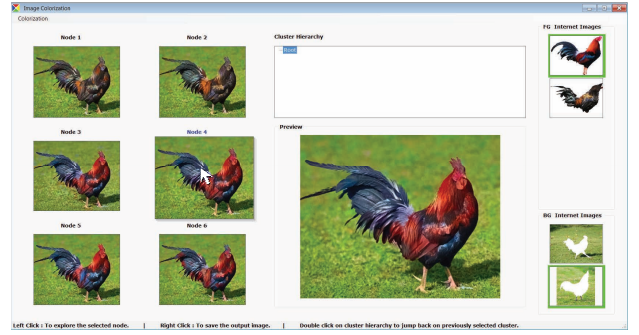 Image Colorization
Colorization
Node 1
Node 2
Cluster Hierarchy
Root
FG Internet Images
Node 3
Node 4
Preview
Node 5
Node 6
BG Internet Images
Left Click : To explore the selected node. | Right Click : To save the output image. | Double click on cluster hierarchy to jump back on previously selected cluster.